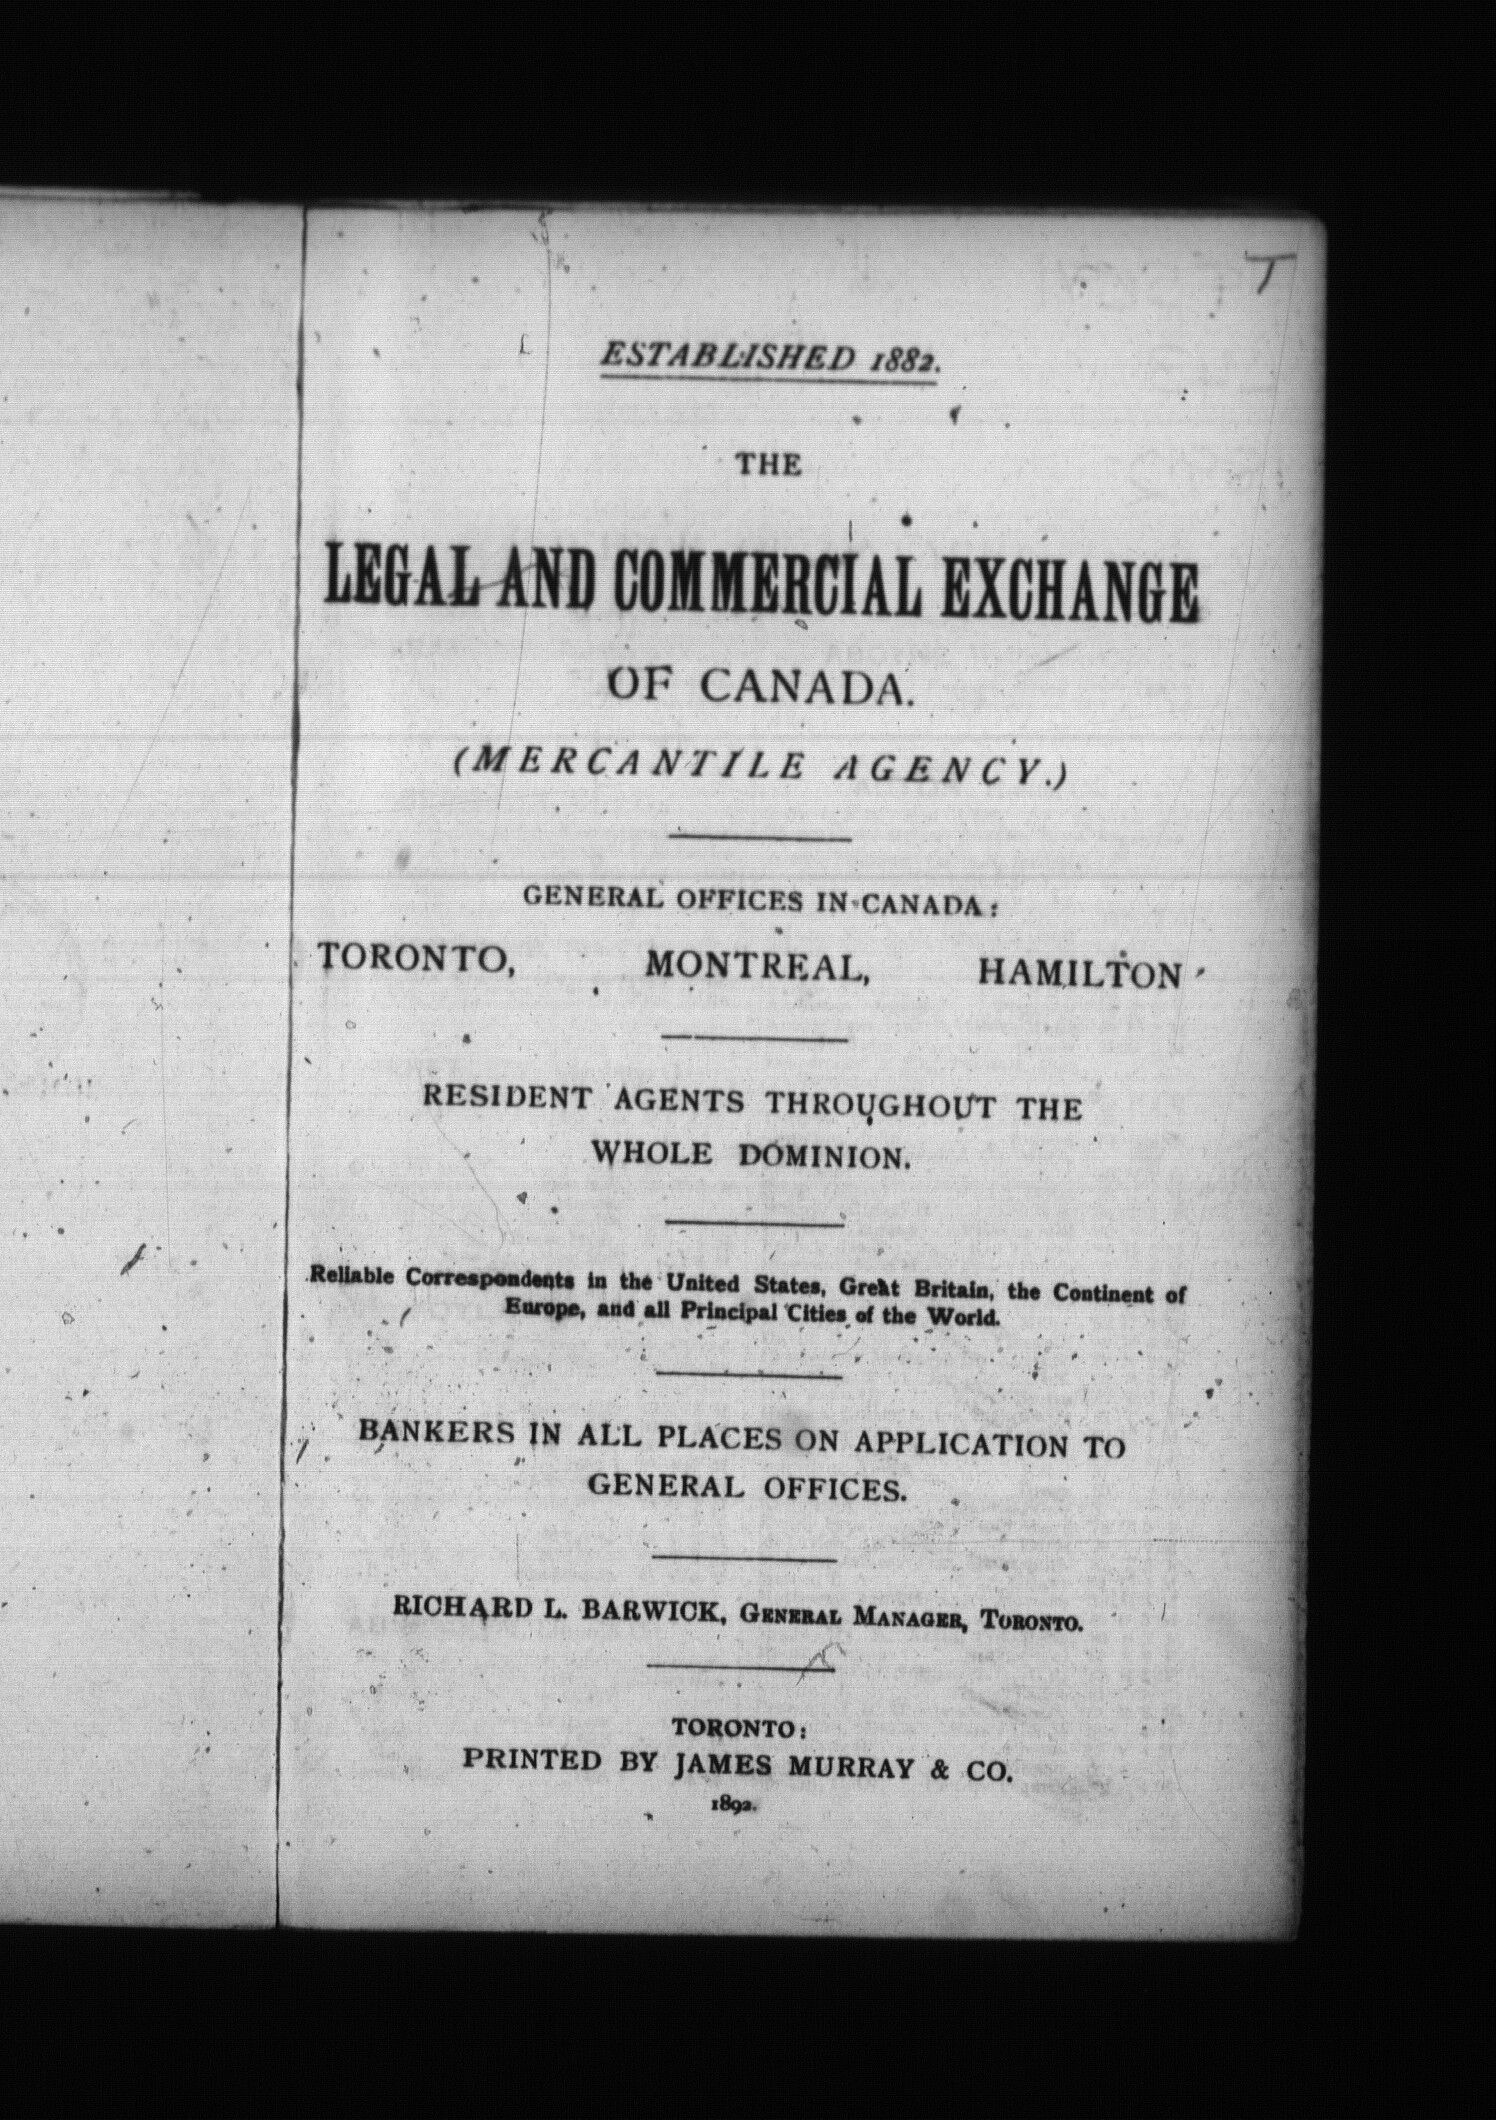 T
ESTABLISHED 1882.
THE
LEGAL AND COMMERCIAL EXCHANGE
OF CANADA.
(MERCANTILE AGENCY.)
GENERAL OFFICES IN CANADA:
TORONTO, MONTREAL, HAMILTON
RESIDENT AGENTS THROUGHOUT THE
WHOLE DOMINION.
Reliable Correspondents in the United States, Great Britain, the Continent of
Europe, and all Principal Cities of the World.
BANKERS IN ALL PLACES ON APPLICATION TO
GENERAL OFFICES.
RICHARD L. BARWICK, GENERAL MANAGER, TORONTO.
TORONTO:
PRINTED BY JAMES MURRAY & CO.
1892.